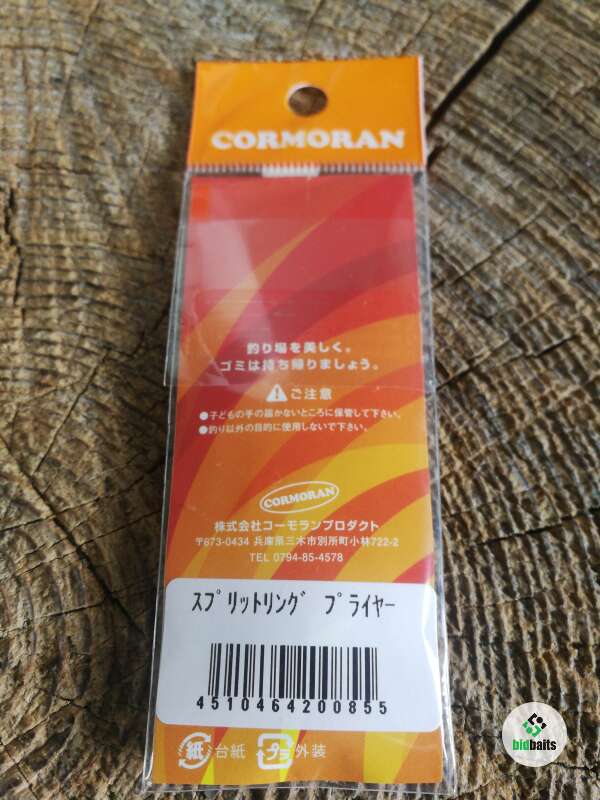 CORMORAN
釣り場を美しく。
ゴミは持ち帰りましょう。
ご注意
●子どもの手の届かないところに保管して下さい。
●釣り以外の目的に使用しないで下さい。
CORMORAN
株式会社コーモランプロダクト
〒673-0434 兵庫県三木市別所町小林722-2
TEL 0794-85-4578
ｽﾌﾟﾘｯﾄﾘﾝｸﾞ ﾌﾟﾗｲﾔｰ
4510464200855
紙 台紙 プラ 外装
bidbaits